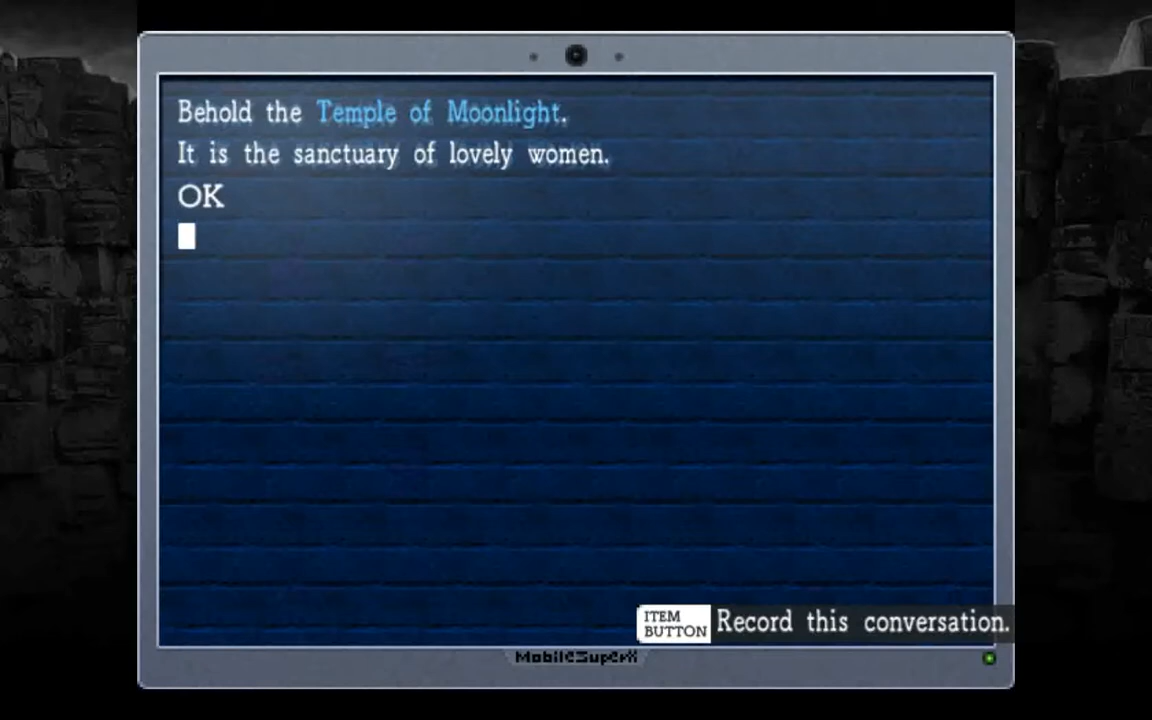 Behold the Temple of Moonlight.
It is the sanctuary of lovely women.
OK
ITEM
BUTTON
Record this conversation.
MobileSuperX